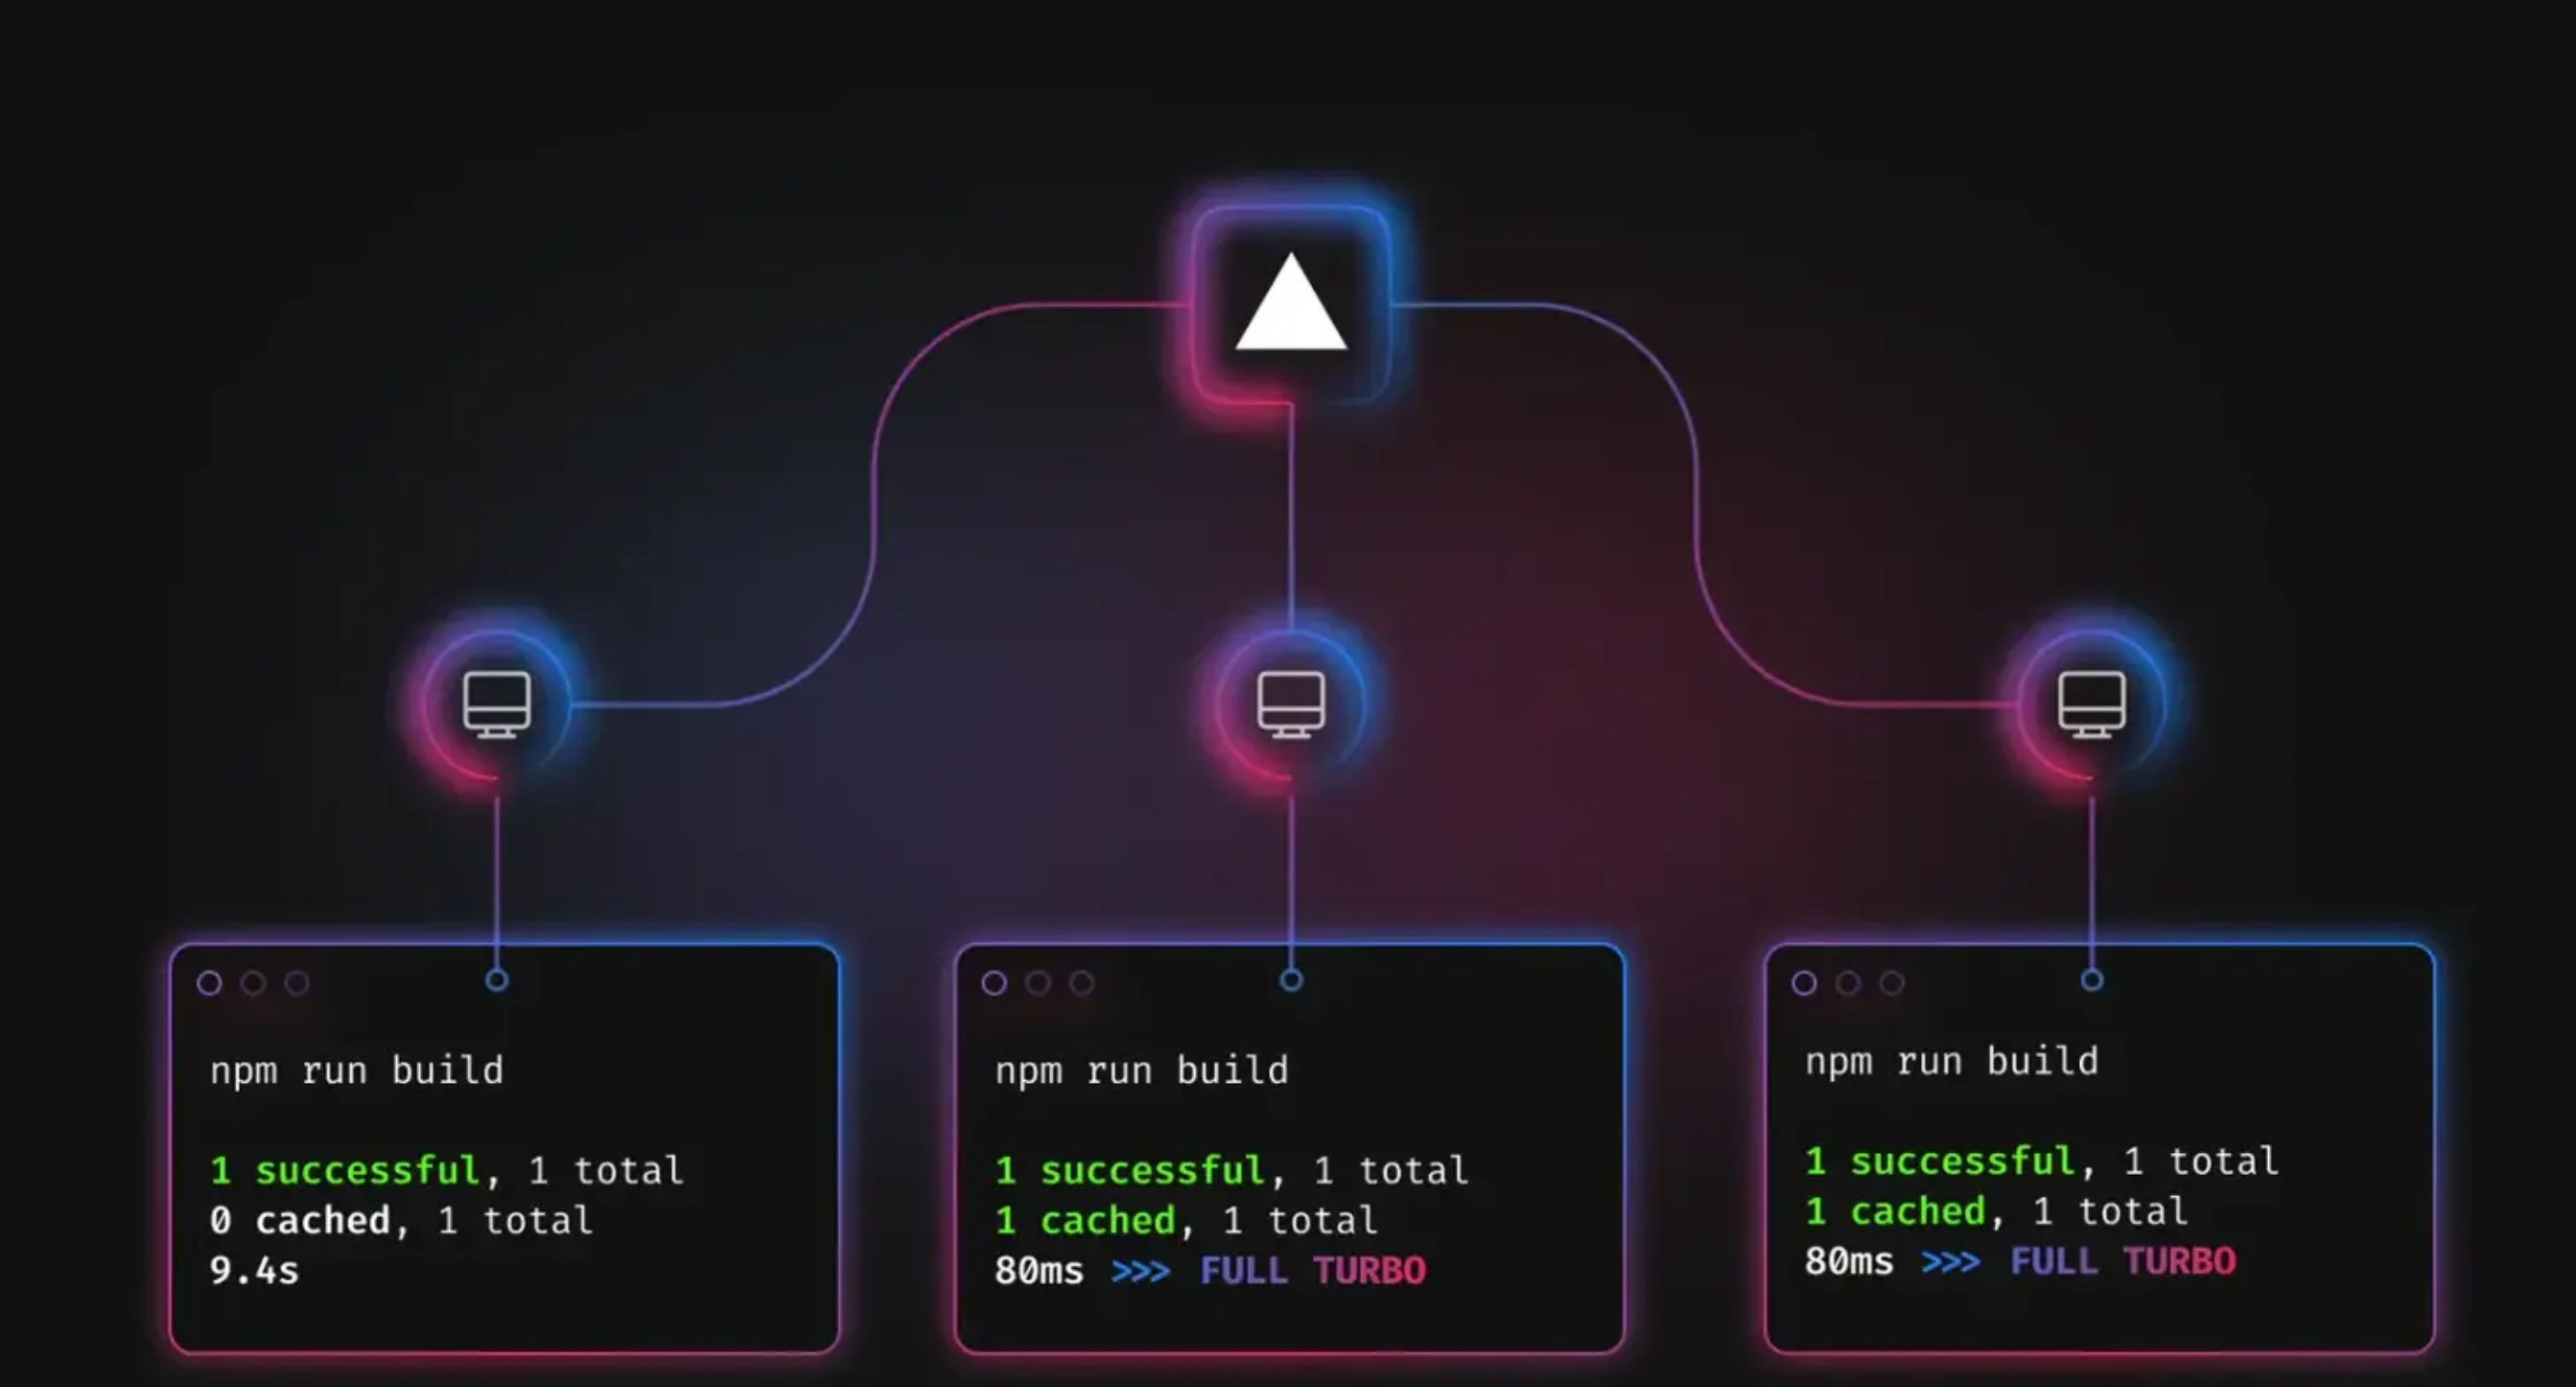 npm run build
1 successful, 1 total
0 cached, 1 total
9.4s
npm run build
1 successful, 1 total
1 cached, 1 total
80ms >>> FULL TURBO
npm run build
1 successful, 1 total
1 cached, 1 total
80ms >>> FULL TURBO